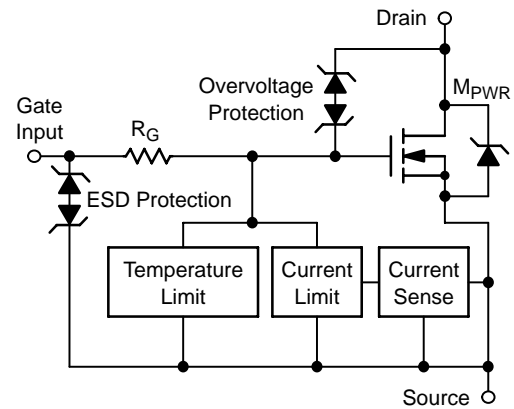 Drain
Overvoltage
Protection
MPWR
Gate
Input
RG
ESD Protection
Temperature
Limit
Current
Limit
Current
Sense
Source